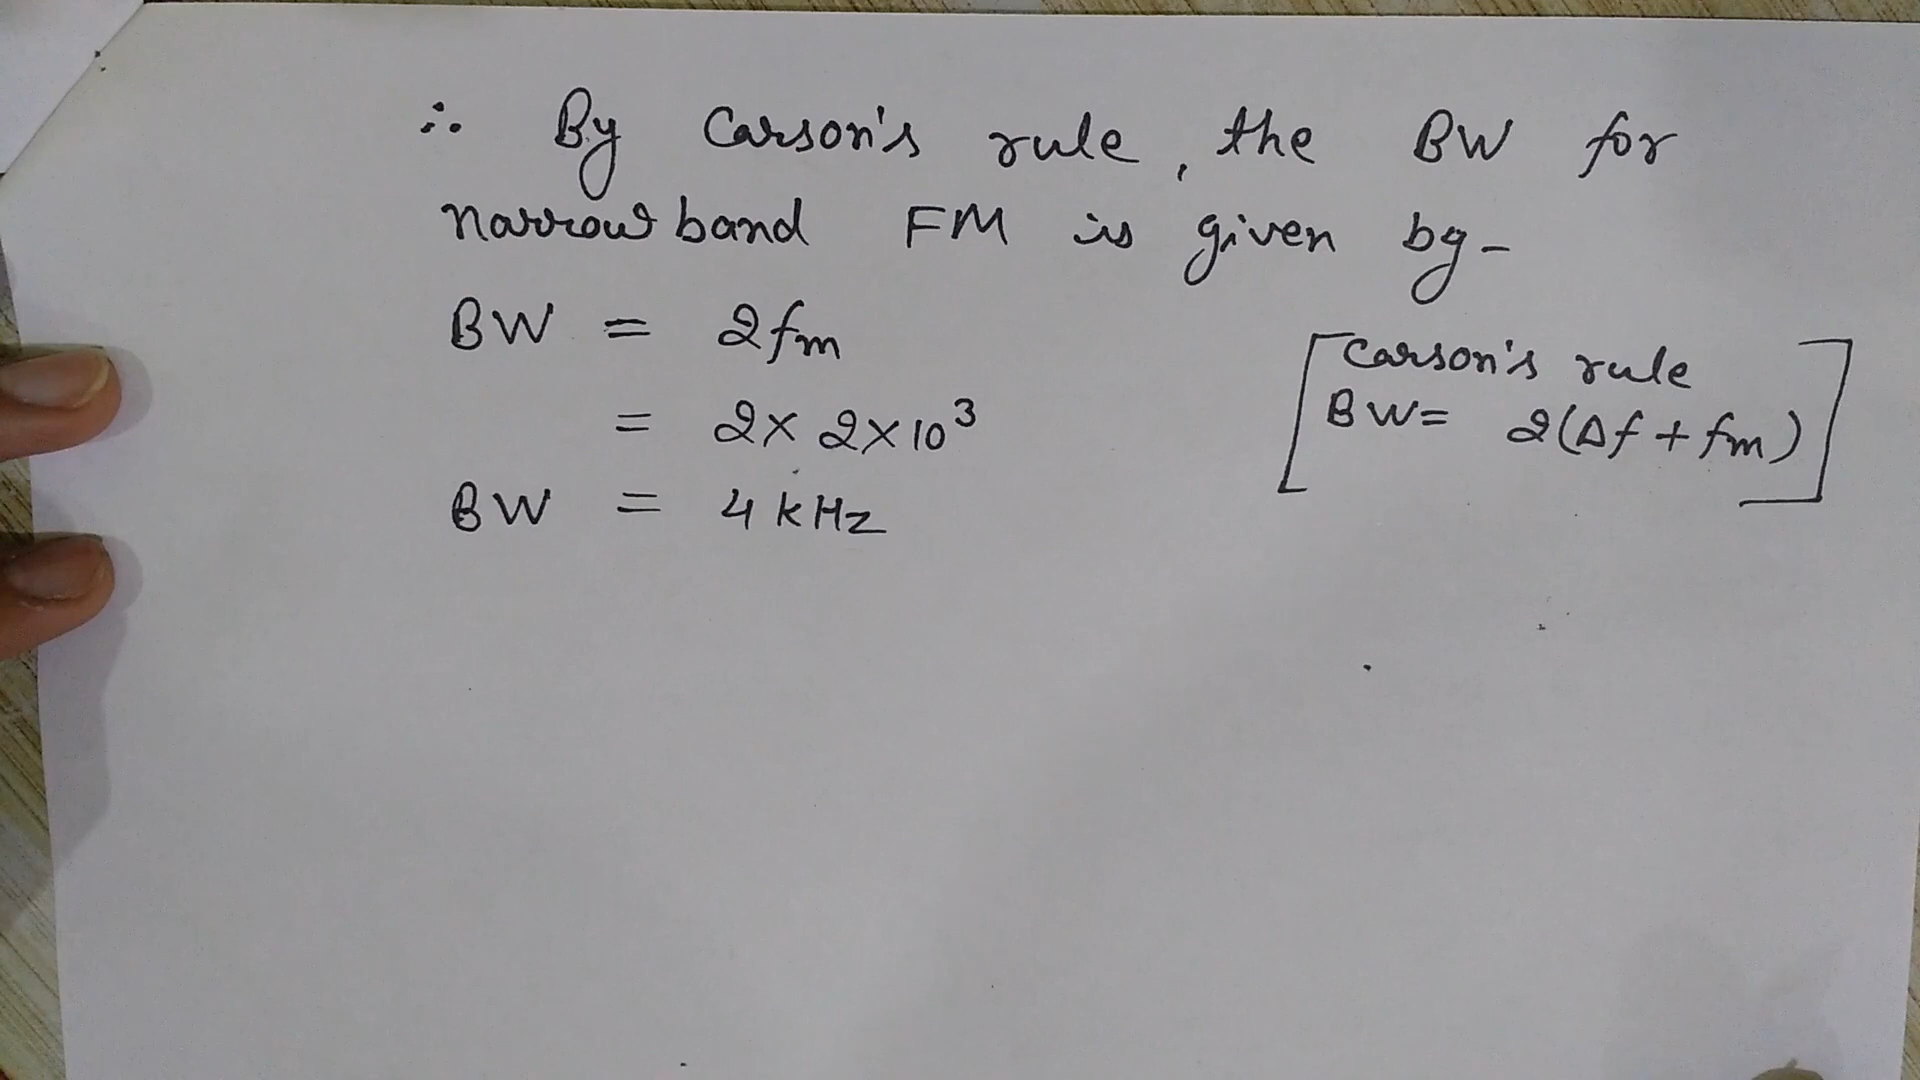 ∴ By Carson's rule, the BW for
narrow band FM is given by-
BW = 2fm
= 2 x 2 x 10³
BW = 4 kHz
[Carson's rule
BW= 2(Δf + fm)]